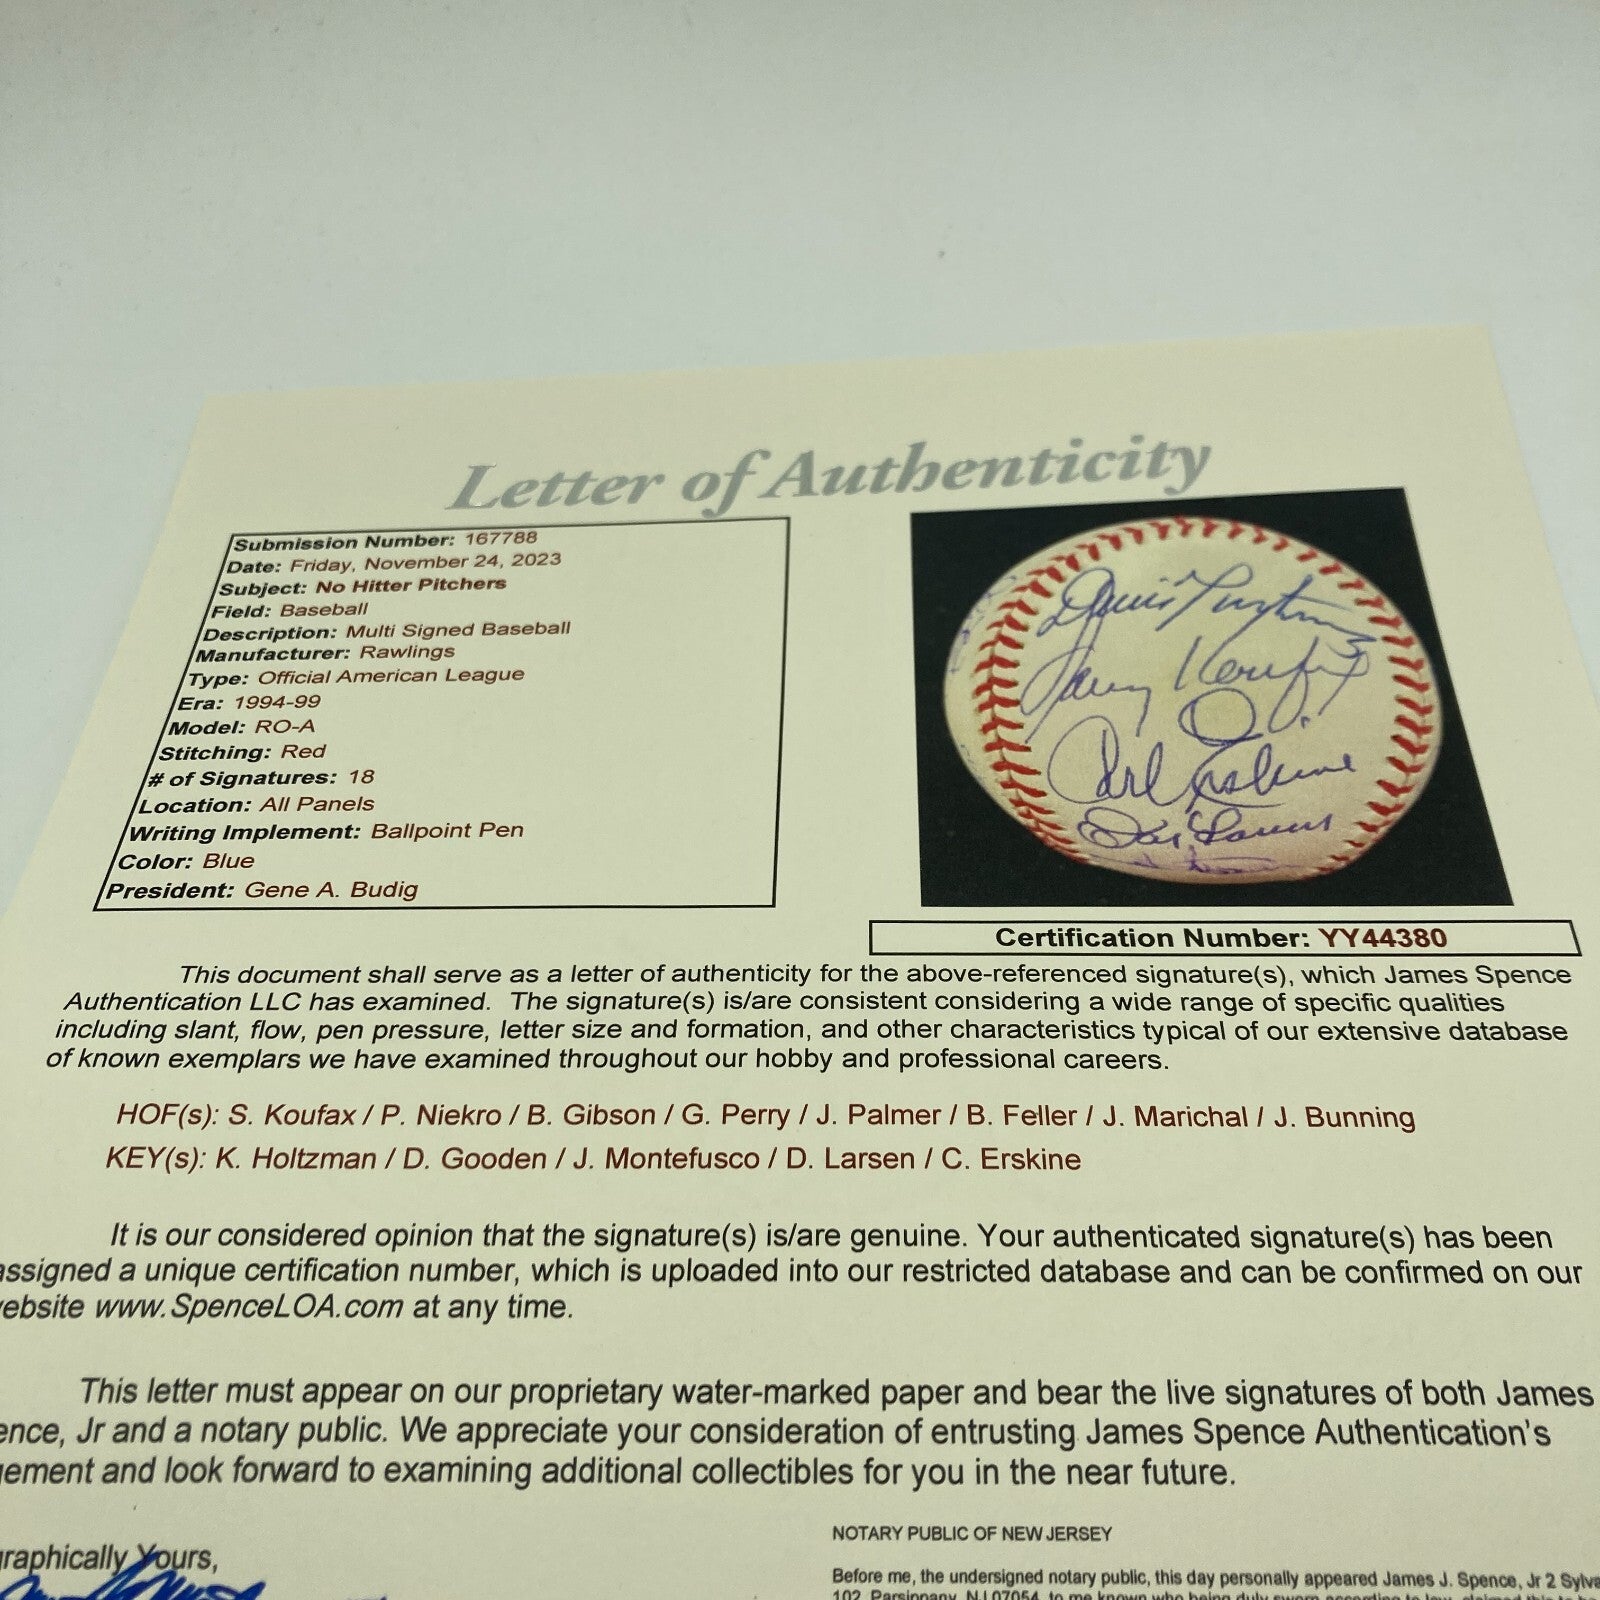 Letter of Authenticity
Submission Number: 167788
Date: Friday, November 24, 2023
Subject: No Hitter Pitchers
Field: Baseball
Description: Multi Signed Baseball
Manufacturer: Rawlings
Type: Official American League
Era: 1994-99
Model: RO-A
Stitching: Red
# of Signatures: 18
Location: All Panels
Writing Implement: Ballpoint Pen
Color: Blue
President: Gene A. Budig
Carl Erskine
Certification Number: YY44380
This document shall serve as a letter of authenticity for the above-referenced signature(s), which James Spence
Authentication LLC has examined. The signature(s) is/are consistent considering a wide range of specific qualities
including slant, flow, pen pressure, letter size and formation, and other characteristics typical of our extensive database
of known exemplars we have examined throughout our hobby and professional careers.
HOF(s): S. Koufax / P. Niekro / B. Gibson / G. Perry / J. Palmer / B. Feller / J. Marichal / J. Bunning
KEY(s): K. Holtzman / D. Gooden / J. Montefusco / D. Larsen / C. Erskine
It is our considered opinion that the signature(s) is/are genuine. Your authenticated signature(s) has been
assigned a unique certification number, which is uploaded into our restricted database and can be confirmed on our
ebsite www.SpenceLOA.com at any time.
This letter must appear on our proprietary water-marked paper and bear the live signatures of both James
ence, Jr and a notary public. We appreciate your consideration of entrusting James Spence Authentication's
ement and look forward to examining additional collectibles for you in the near future.
raphically Yours,
NOTARY PUBLIC OF NEW JERSEY
Before me, the undersigned notary public, this day personally appeared James J. Spence, Jr 2 Sylva
102, Parsippany, NJ 07054, to me known who being duly sworn according to law, claimed this to be